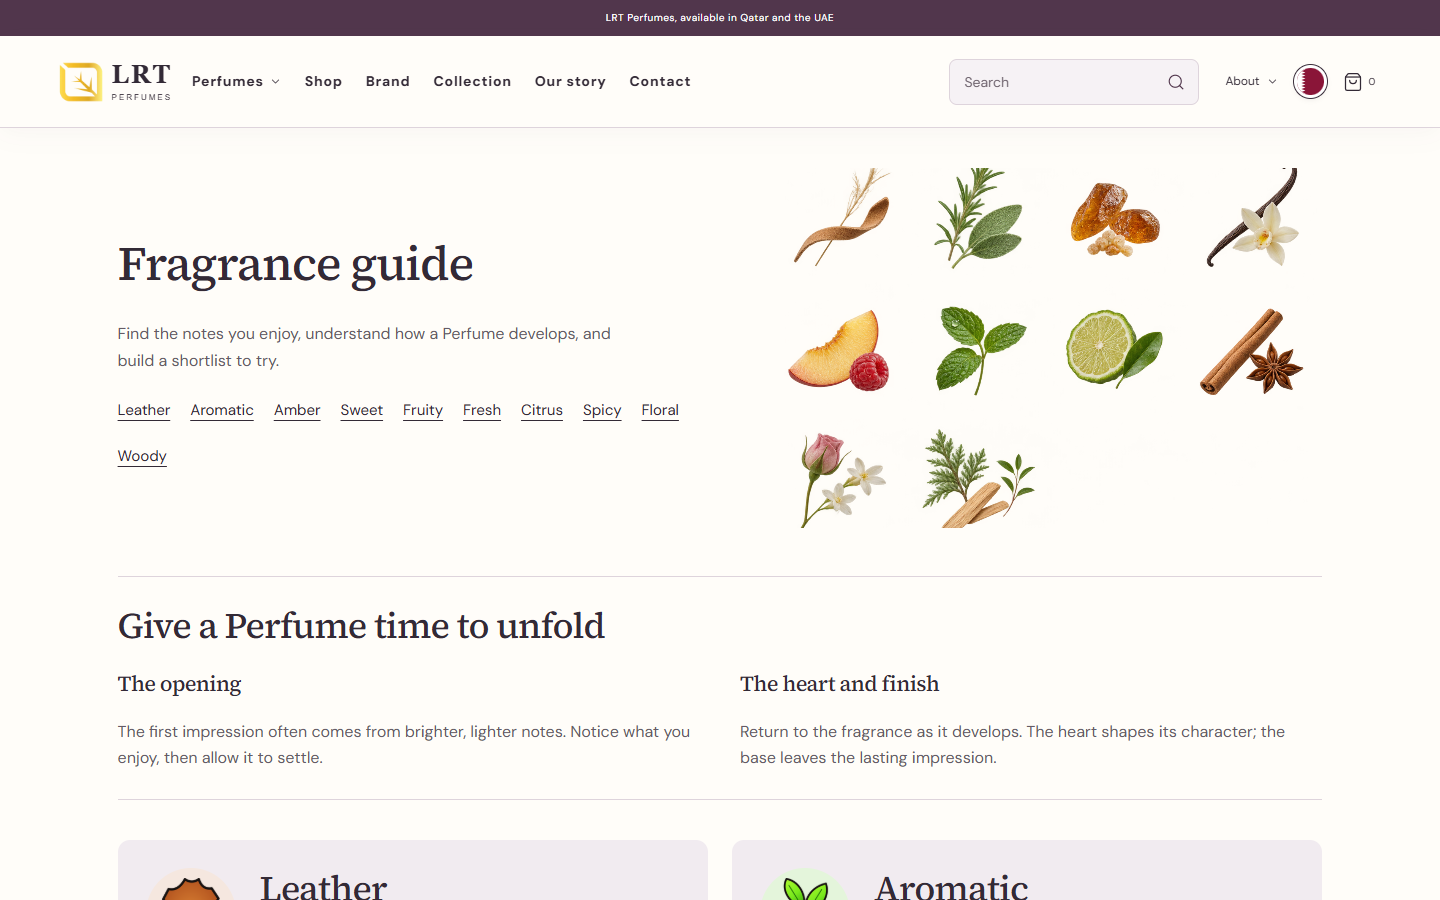 LRT Perfumes, available in Qatar and the UAE
LRT
PERFUMES
Perfumes
Shop
Brand
Collection
Our story
Contact
Search
About
0
Fragrance guide
Find the notes you enjoy, understand how a Perfume develops, and
build a shortlist to try.
Leather Aromatic Amber Sweet Fruity Fresh Citrus Spicy Floral
Woody
Give a Perfume time to unfold
The opening
The first impression often comes from brighter, lighter notes. Notice what you
enjoy, then allow it to settle.
The heart and finish
Return to the fragrance as it develops. The heart shapes its character; the
base leaves the lasting impression.
Leather
Aromatic